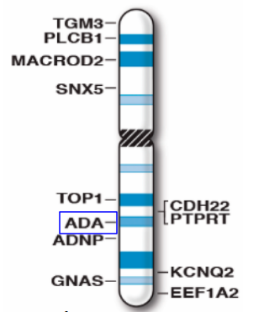 TGM3
PLCB1
MACROD2
SNX5
TOP1
CDH22
ADA
PTPRT
ADNP
GNAS
KCNQ2
EEF1A2